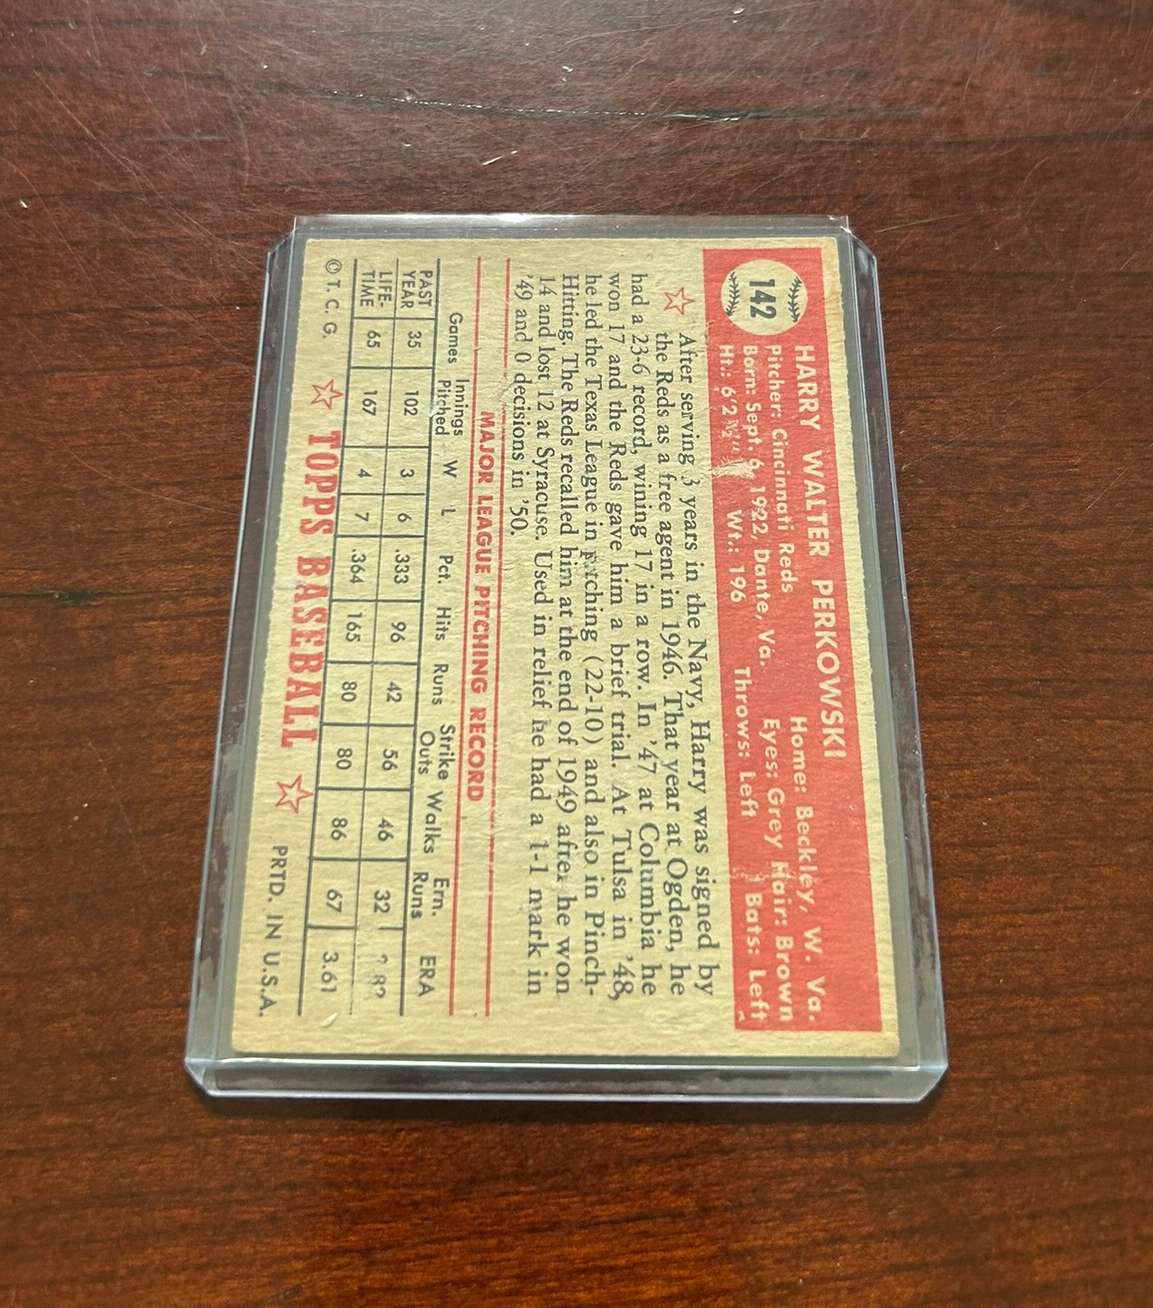 142
HARRY WALTER PERKOWSKI
Pitcher: Cincinnati Reds Home: Beckley, W. Va.
Born: Sept. 6, 1922, Dante, Va. Eyes: Grey Hair: Brown
Ht.: 6'2½" Wt.: 196 Throws: Left Bats: Left
After serving 3 years in the Navy, Harry was signed by
the Reds as a free agent in 1946. That year at Ogden, he
had a 23-6 record, wining 17 in a row. In '47 at Columbia he
won 17 and the Reds gave him a brief trial. At Tulsa in '48,
he led the Texas League in pitching (22-10) and also in Pinch-
Hitting. The Reds recalled him at the end of 1949 after he won
14 and lost 12 at Syracuse. Used in relief he had a 1-1 mark in
'49 and 0 decisions in '50.
MAJOR LEAGUE PITCHING RECORD
Games Innings Pitched W L Pct. Hits Runs Strike Outs Walks Ern. Runs ERA
PAST YEAR 35 102 3 6 .333 96 42 56 46 32
LIFE-TIME 65 167 4 7 .364 165 80 80 86 67 3.61
© T. C. G. TOPPS BASEBALL PRTD. IN U.S.A.